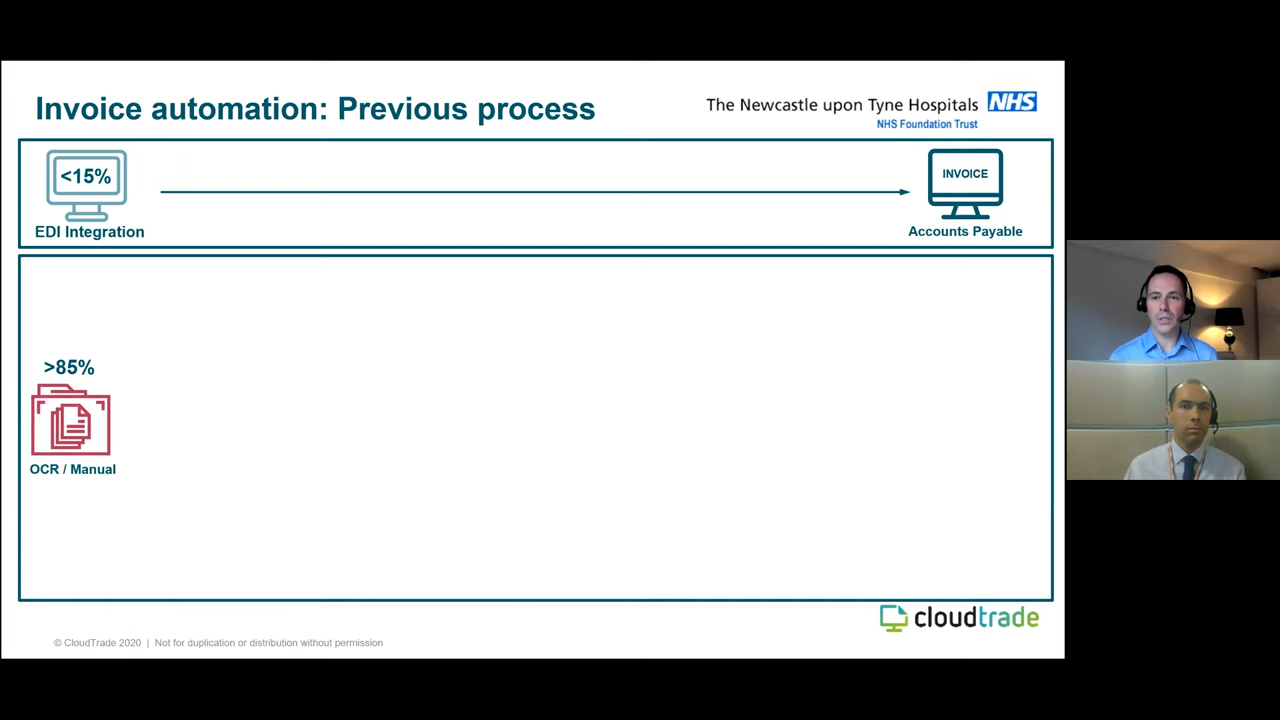 Invoice automation: Previous process
The Newcastle upon Tyne Hospitals NHS
NHS Foundation Trust
<15%
INVOICE
EDI Integration
Accounts Payable
>85%
OCR / Manual
cloudtrade
© CloudTrade 2020 | Not for duplication or distribution without permission